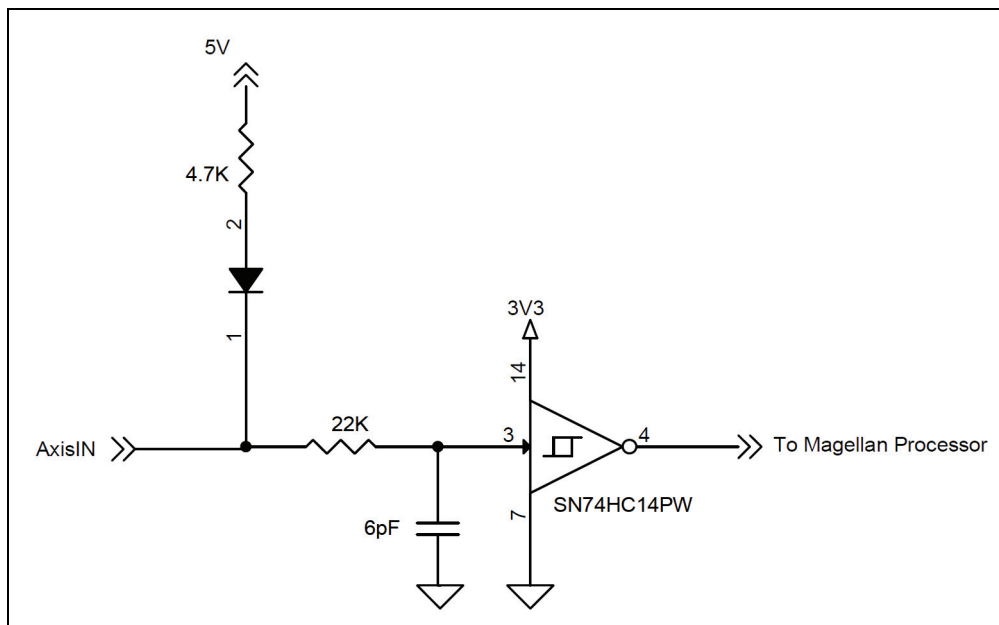 5V
4.7K
2
1
3V3
14
22K
AxisIN
3
4
To Magellan Processor
6pF
7
SN74HC14PW